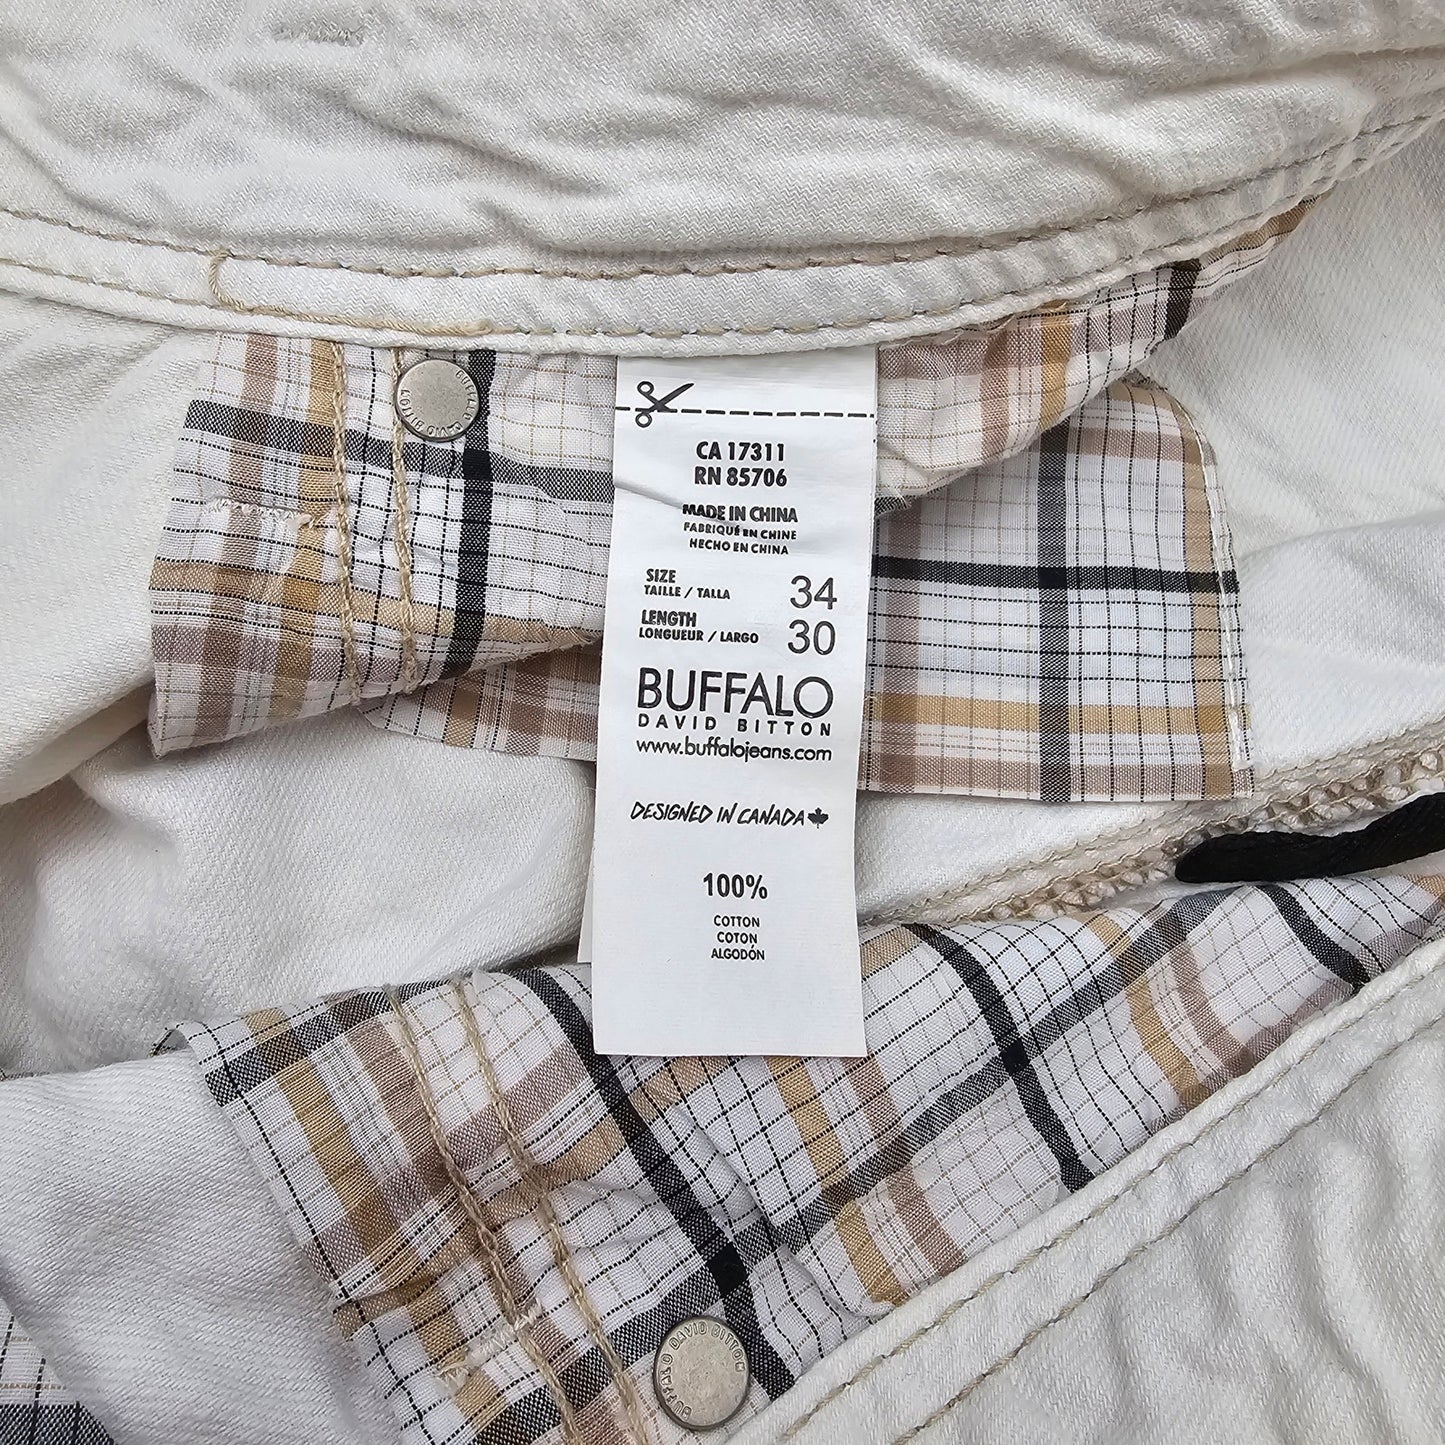 BUFFALO DAVID BITTON
CA 17311
RN 85706
MADE IN CHINA
FABRIQUÉ EN CHINE
HECHO EN CHINA
SIZE 34
TAILLE / TALLA
LENGTH 30
LONGUEUR / LARGO
BUFFALO
DAVID BITTON
www.buffalojeans.com
DESIGNED IN CANADA
100%
COTTON
COTON
ALGODÓN
BUFFALO DAVID BITTON